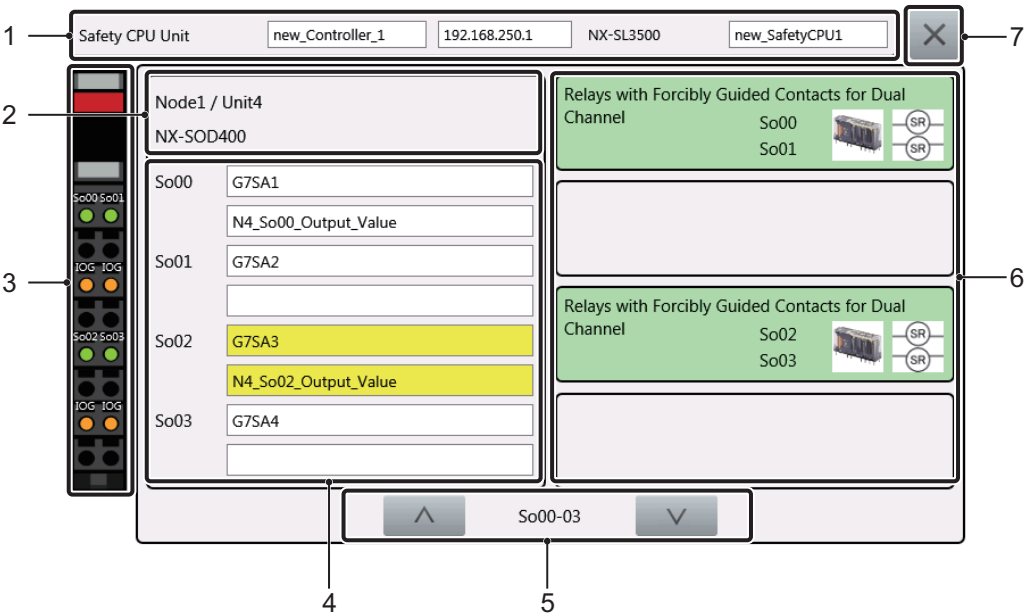 1
Safety CPU Unit new_Controller_1 192.168.250.1 NX-SL3500 new_SafetyCPU1
7
2
Node1 / Unit4
NX-SOD400
3
So00 So01
IOG IOG
So02 So03
IOG IOG
So00 G7SA1
N4_So00_Output_Value
So01 G7SA2
So02 G7SA3
N4_So02_Output_Value
So03 G7SA4
Relays with Forcibly Guided Contacts for Dual
Channel
So00 SR
So01 SR
Relays with Forcibly Guided Contacts for Dual
Channel
So02 SR
So03 SR
6
So00-03
4
5